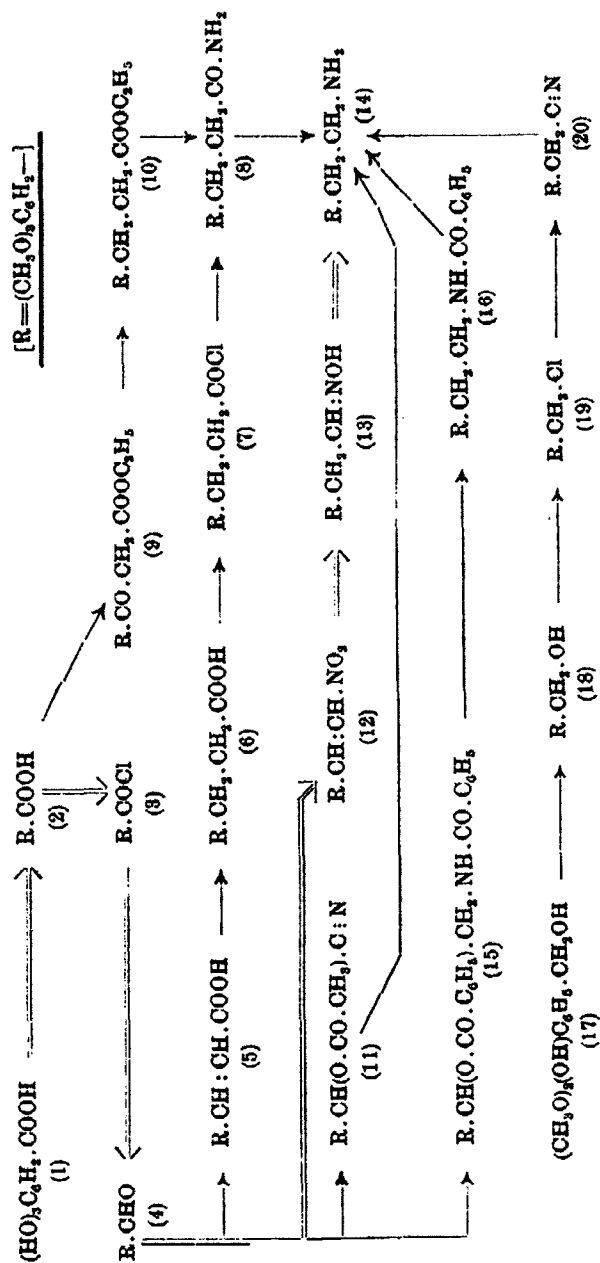 [R=(CH₃O)₃C₆H₂—]
(HO)₃C₆H₂.COOH R.COOH
(1) (2)
R.CHO R.COCl R.CO.CH₂.COOC₂H₅ R.CH₂.CH₂.COOC₂H₅
(4) (3) (9) (10)
R.CH:CH.COOH R.CH₂.CH₂.COOH R.CH₂.CH₂.COCl R.CH₂.CH₂.CO.NH₂
(5) (6) (7) (8)
R.CH(O.CO.CH₃).C:N R.CH:CH.NO₂ R.CH₂.CH:NOH R.CH₂.CH₂.NH₂
(11) (12) (13) (14)
R.CH(O.CO.C₆H₅).CH₂.NH.CO.C₆H₅ R.CH₂.CH₂.NH.CO.C₆H₅
(15) (16)
(CH₃O)₂(OH)C₆H₅.CH₂OH R.CH₂.OH R.CH₂.Cl R.CH₂.C:N
(17) (18) (19) (20)